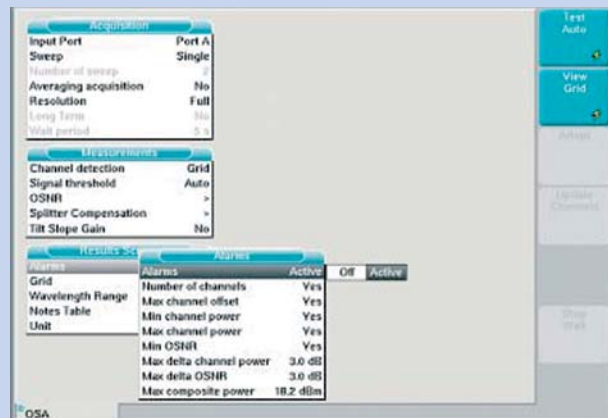 Acquisition
Input Port Port A
Sweep Single
Number of sweep 2
Averaging acquisition No
Resolution Full
Long Term No
Wait period 5 s
Measurements
Channel detection Grid
Signal threshold Auto
OSNR >
Splitter Compensation >
Tilt Slope Gain No
Results
Alarms
Grid
Wavelength Range
Notes Table
Unit
Alarms
Alarms Active Off Active
Number of channels Yes
Max channel offset Yes
Min channel power Yes
Max channel power Yes
Min OSNR Yes
Max delta channel power 3.0 dB
Max delta OSNR 3.0 dB
Max composite power 18.2 dBm
OSA
Test
Auto
View
Grid
Update
Channels
Stop
Wait